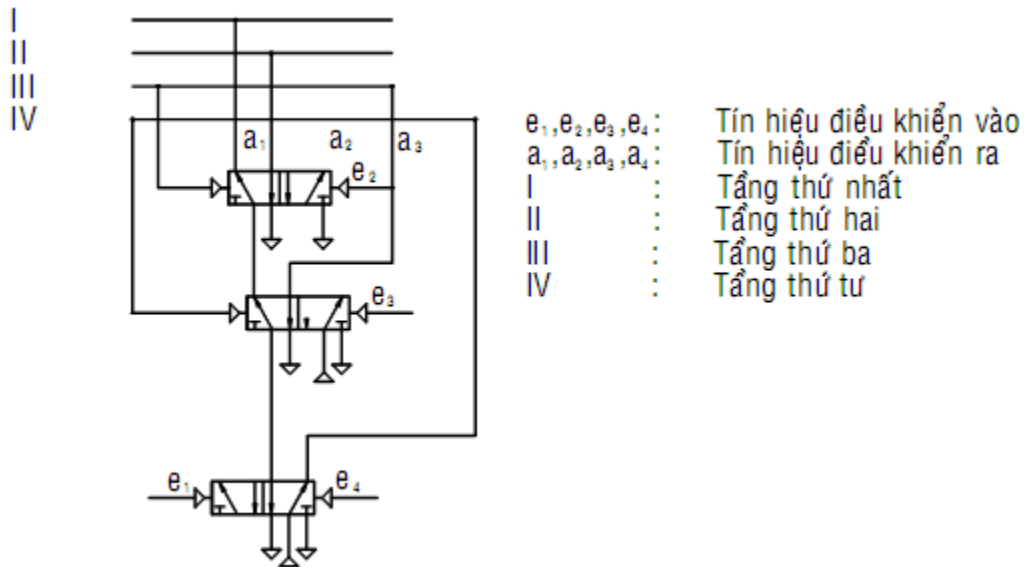 I
II
III
IV
a₁ a₂ a₃
e₂
e₃
e₁ e₄
e₁,e₂,e₃,e₄: Tín hiệu điều khiển vào
a₁,a₂,a₃,a₄: Tín hiệu điều khiển ra
I : Tầng thứ nhất
II : Tầng thứ hai
III : Tầng thứ ba
IV : Tầng thứ tư